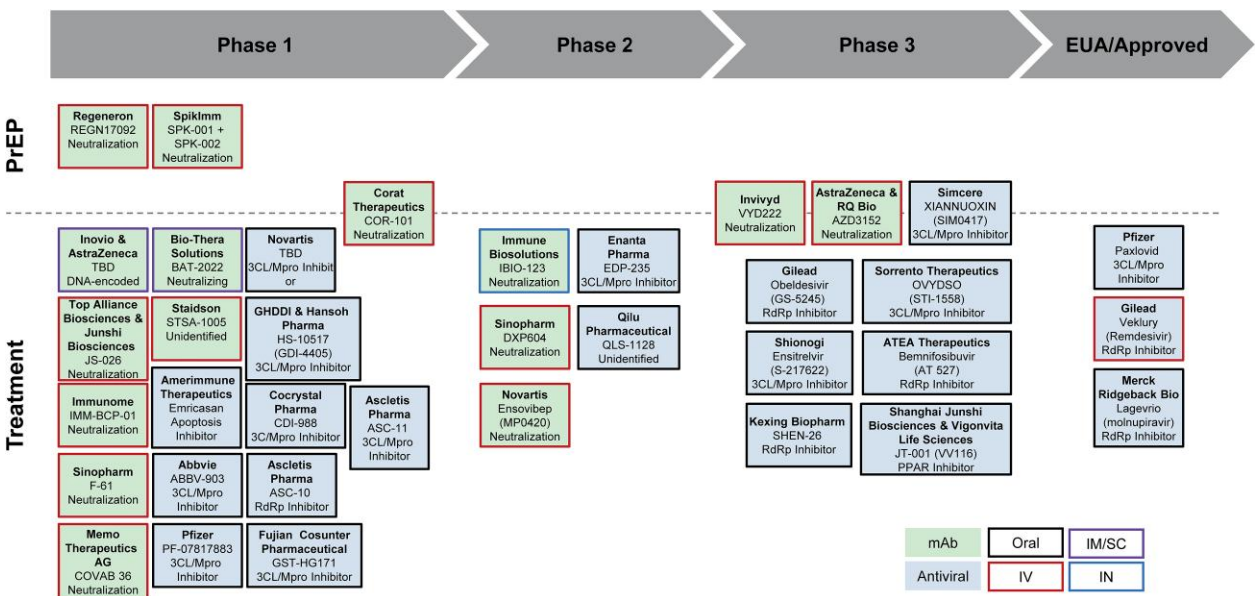 Phase 1
Phase 2
Phase 3
EUA/Approved
PrEP
Regeneron
REGN17092
Neutralization
SpikImm
SPK-001 +
SPK-002
Neutralization
Corat
Therapeutics
COR-101
Neutralization
Invivyd
VYD222
Neutralization
AstraZeneca
& RQ Bio
AZD3152
Neutralization
Simcere
XIANNUOXIN
(SIM0417)
3CL/Mpro Inhibitor
Treatment
Inovio &
AstraZeneca
TBD
DNA-encoded
Bio-Thera
Solutions
BAT-2022
Neutralizing
Novartis
TBD
3CL/Mpro Inhibit
or
Top Alliance
Biosciences &
Junshi
Biosciences
JS-026
Neutralization
Staidson
STSA-1005
Unidentified
GHDDI & Hansoh
Pharma
HS-10517
(GDI-4405)
3CL/Mpro Inhibitor
Immunome
IMM-BCP-01
Neutralization
Amerimmune
Therapeutics
Emricasan
Apoptosis
Inhibitor
Cocrystal
Pharma
CDI-988
3C/Mpro Inhibitor
Ascletis
Pharma
ASC-11
3CL/Mpro
Inhibitor
Sinopharm
F-61
Neutralization
Abbvie
ABBV-903
3CL/Mpro
Inhibitor
Ascletis
Pharma
ASC-10
RdRp Inhibitor
Memo
Therapeutics
AG
COVAB 36
Neutralization
Pfizer
PF-07817883
3CL/Mpro
Inhibitor
Fujian Cosunter
Pharmaceutical
GST-HG171
3CL/Mpro Inhibitor
Immune
Biosolutions
IBIO-123
Neutralization
Enanta
Pharma
EDP-235
3CL/Mpro Inhibitor
Sinopharm
DXP604
Neutralization
Qilu
Pharmaceutical
QLS-1128
Unidentified
Novartis
Ensovibep
(MP0420)
Neutralization
Gilead
Obeldesivir
(GS-5245)
RdRp Inhibitor
Sorrento Therapeutics
OVYDSO
(STI-1558)
3CL/Mpro Inhibitor
Shionogi
Ensitrelvir
(S-217622)
3CL/Mpro Inhibitor
ATEA Therapeutics
Bemnifosibuvir
(AT 527)
RdRp Inhibitor
Kexing Biopharm
SHEN-26
RdRp Inhibitor
Shanghai Junshi
Biosciences & Vigonvita
Life Sciences
JT-001 (VV116)
PPAR Inhibitor
Pfizer
Paxlovid
3CL/Mpro
Inhibitor
Gilead
Veklury
(Remdesivir)
RdRp Inhibitor
Merck
Ridgeback Bio
Lagevrio
(molnupiravir)
RdRp Inhibitor
mAb
Oral
IM/SC
Antiviral
IV
IN